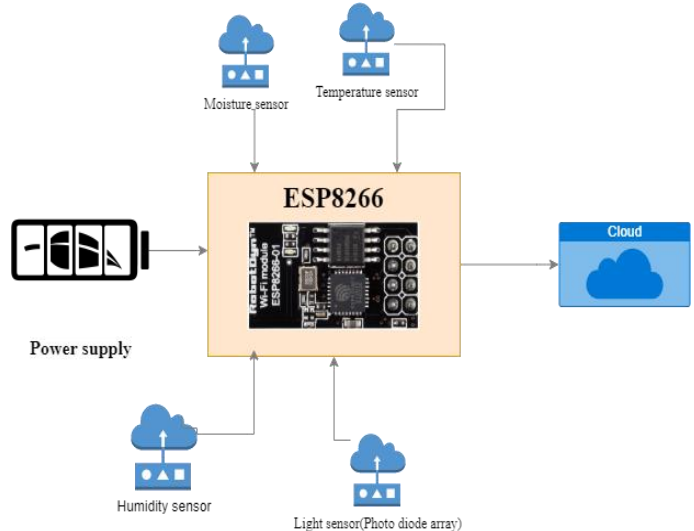 Moisture sensor
Temperature sensor
ESP8266
RobotDyn™
Wi-Fi module
ESP8266-01
Cloud
Power supply
Humidity sensor
Light sensor(Photo diode array)